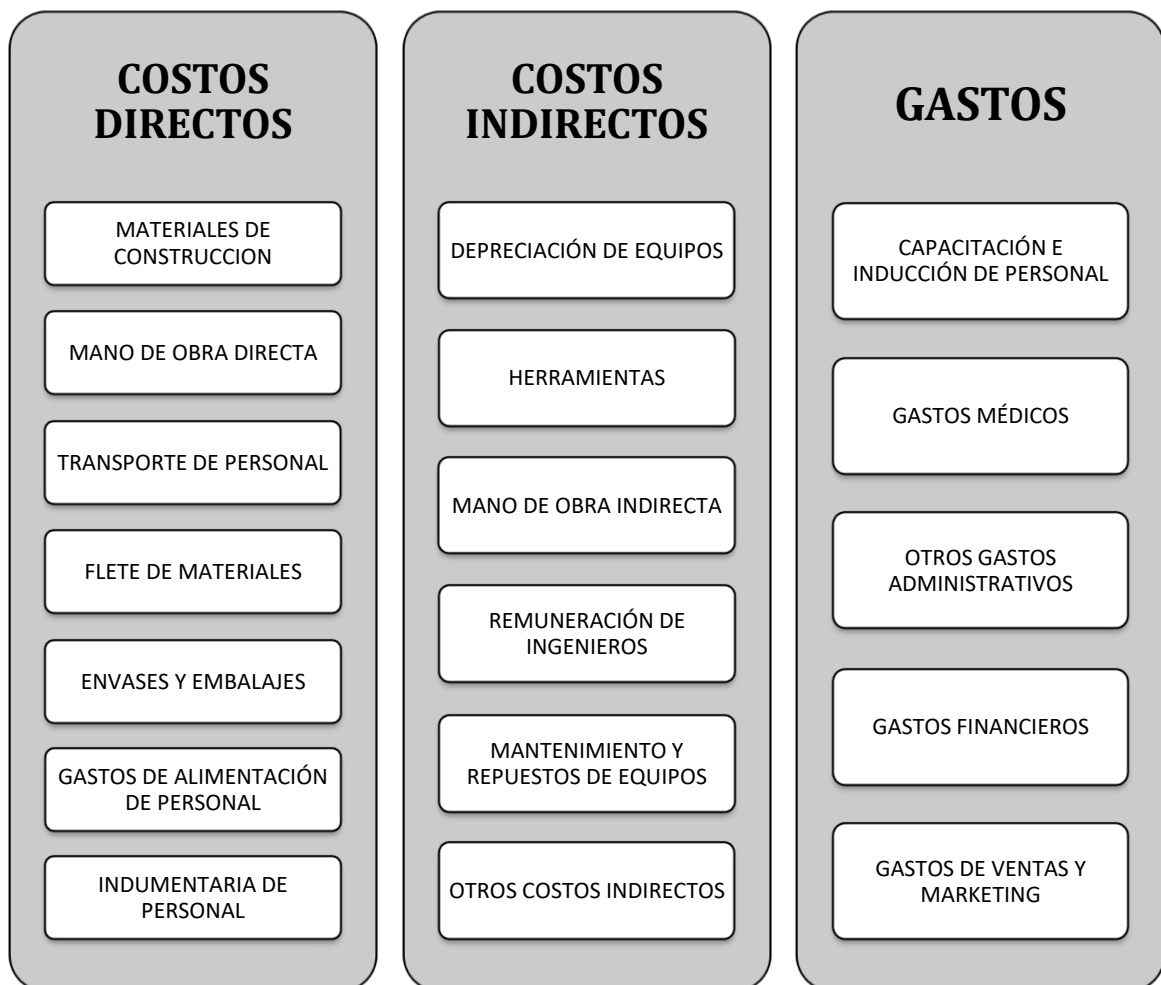 COSTOS
DIRECTOS
MATERIALES DE
CONSTRUCCION
MANO DE OBRA DIRECTA
TRANSPORTE DE PERSONAL
FLETE DE MATERIALES
ENVASES Y EMBALAJES
GASTOS DE ALIMENTACIÓN
DE PERSONAL
INDUMENTARIA DE
PERSONAL
COSTOS
INDIRECTOS
DEPRECIACIÓN DE EQUIPOS
HERRAMIENTAS
MANO DE OBRA INDIRECTA
REMUNERACIÓN DE
INGENIEROS
MANTENIMIENTO Y
REPUESTOS DE EQUIPOS
OTROS COSTOS INDIRECTOS
GASTOS
CAPACITACIÓN E
INDUCCIÓN DE PERSONAL
GASTOS MÉDICOS
OTROS GASTOS
ADMINISTRATIVOS
GASTOS FINANCIEROS
GASTOS DE VENTAS Y
MARKETING